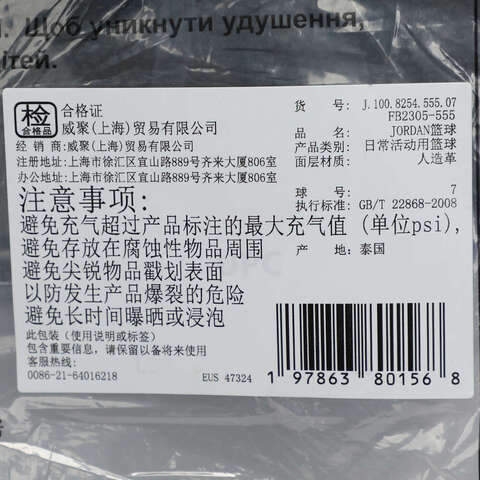 . Щоб уникнути удушення,
ітей.
检
合格品
合格证
威聚(上海)贸易有限公司
经 销 商:威聚(上海)贸易有限公司
注册地址:上海市徐汇区宜山路889号齐来大厦806室
办公地址:上海市徐汇区宜山路889号齐来大厦806室
货 号: J.100.8254.555.07
FB2305-555
品 名: JORDAN篮球
产品类别: 日常活动用篮球
面层材质: 人造革
球 号: 7
执行标准: GB/T 22868-2008
产 地: 泰国
注意事项:
避免充气超过产品标注的最大充气值 (单位psi),
避免存放在腐蚀性物品周围
避免尖锐物品戳划表面
以防发生产品爆裂的危险
避免长时间曝晒或浸泡
此包装 (使用说明或标签)
包含重要信息, 请保留以备将来使用
客服热线:
0086-21-64016218
EUS 47324
1 97863 80156 8